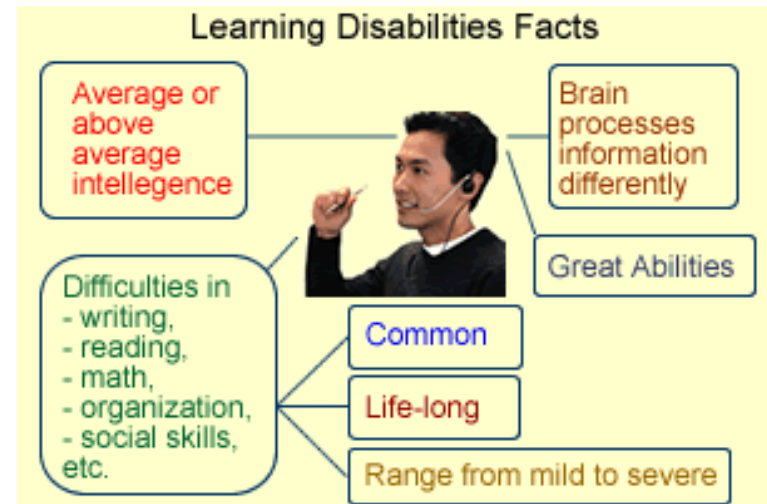 Learning Disabilities Facts
Average or
above
average
intellegence
Brain
processes
information
differently
Great Abilities
Difficulties in
- writing,
- reading,
- math,
- organization,
- social skills,
etc.
Common
Life-long
Range from mild to severe